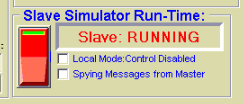 Slave Simulator Run-Time:
Slave: RUNNING
Local Mode:Control Disabled
Spying Messages from Master